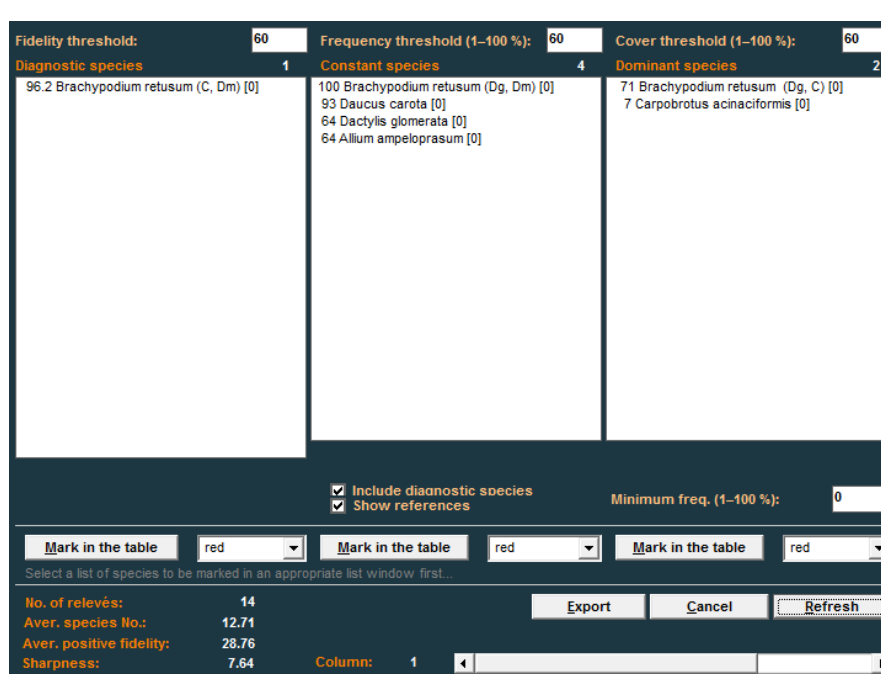 Fidelity threshold: 60 Frequency threshold (1–100 %): 60 Cover threshold (1–100 %): 60
Diagnostic species 1 Constant species 4 Dominant species 2
96.2 Brachypodium retusum (C, Dm) [0]
100 Brachypodium retusum (Dg, Dm) [0]
93 Daucus carota [0]
64 Dactylis glomerata [0]
64 Allium ampeloprasum [0]
71 Brachypodium retusum (Dg, C) [0]
7 Carpobrotus acinaciformis [0]
Include diagnostic species
Show references
Minimum freq. (1–100 %): 0
Mark in the table red Mark in the table red Mark in the table red
Select a list of species to be marked in an appropriate list window first...
No. of relevés: 14
Aver. species No.: 12.71
Aver. positive fidelity: 28.76
Sharpness: 7.64
Export Cancel Refresh
Column: 1